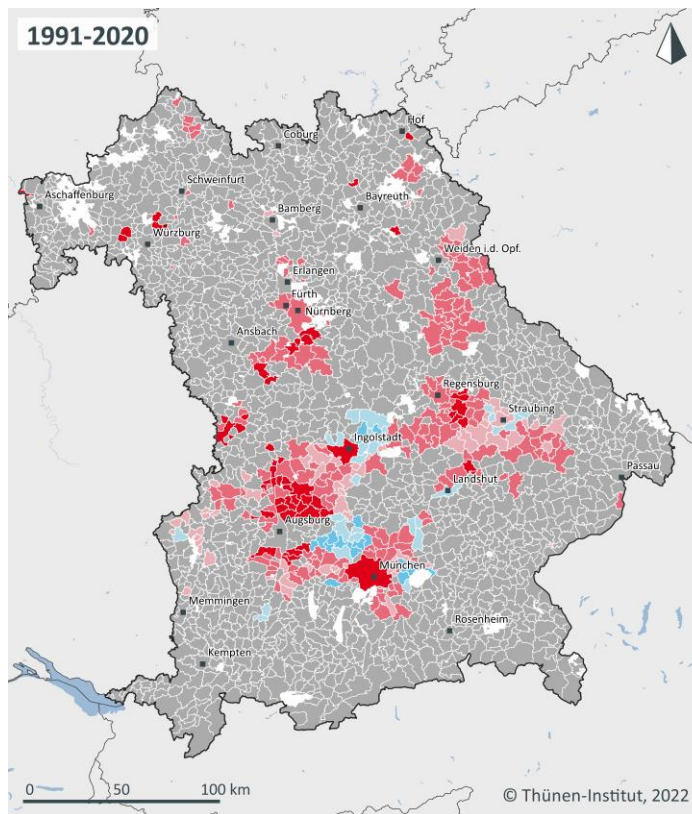 1991-2020
Hof
Coburg
Schweinfurt
Aschaffenburg
Bamberg
Bayreuth
Würzburg
Weiden i.d. Opf.
Erlangen
Fürth
Nürnberg
Ansbach
Regensburg
Straubing
Ingolstadt
Passau
Landshut
Augsburg
München
Memmingen
Rosenheim
Kempten
0 50 100 km
© Thünen-Institut, 2022